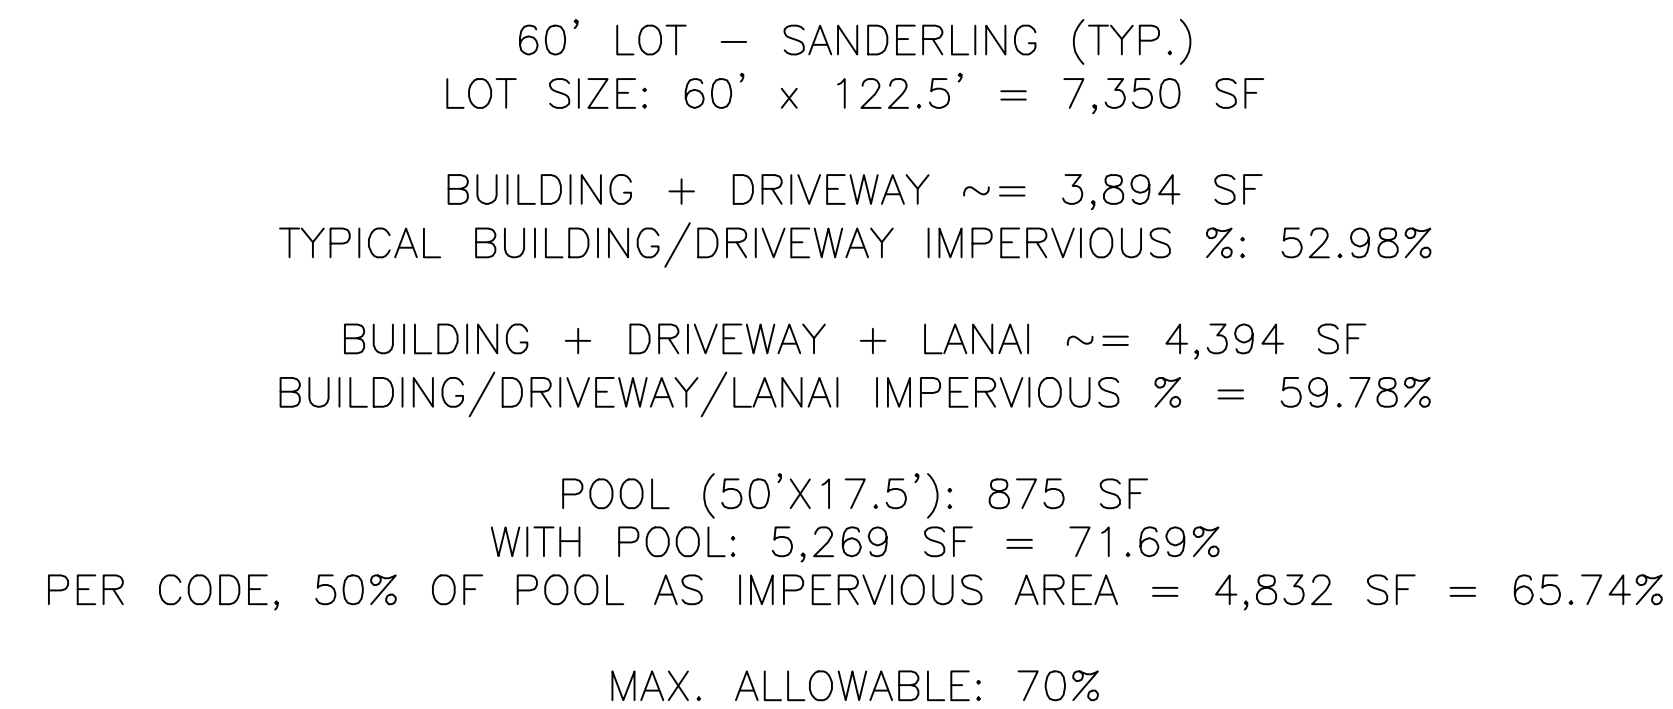 60' LOT – SANDERLING (TYP.)
LOT SIZE: 60' x 122.5' = 7,350 SF
BUILDING + DRIVEWAY ~= 3,894 SF
TYPICAL BUILDING/DRIVEWAY IMPERVIOUS %: 52.98%
BUILDING + DRIVEWAY + LANAI ~= 4,394 SF
BUILDING/DRIVEWAY/LANAI IMPERVIOUS % = 59.78%
POOL (50'X17.5'): 875 SF
WITH POOL: 5,269 SF = 71.69%
PER CODE, 50% OF POOL AS IMPERVIOUS AREA = 4,832 SF = 65.74%
MAX. ALLOWABLE: 70%